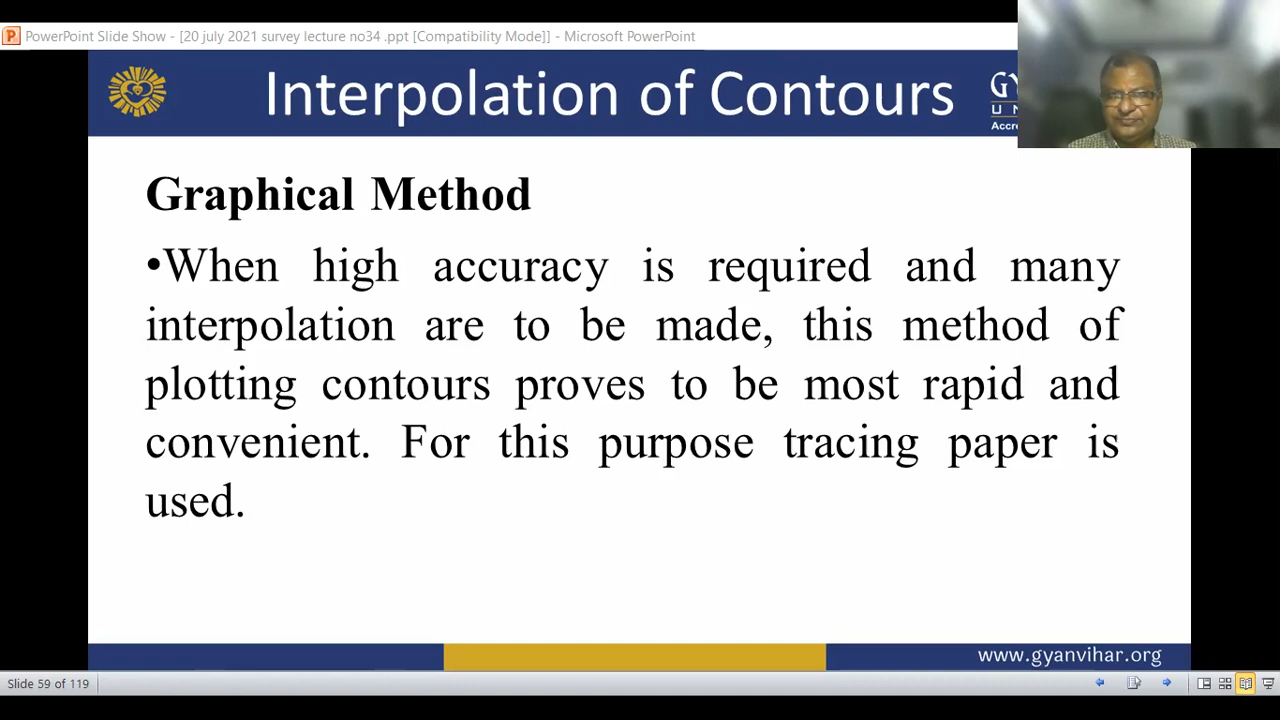 PowerPoint Slide Show - [20 july 2021 survey lecture no34 .ppt [Compatibility Mode]] - Microsoft PowerPoint
Interpolation of Contours
GY
U N
Accre
Graphical Method
•When high accuracy is required and many
interpolation are to be made, this method of
plotting contours proves to be most rapid and
convenient. For this purpose tracing paper is
used.
www.gyanvihar.org
Slide 59 of 119